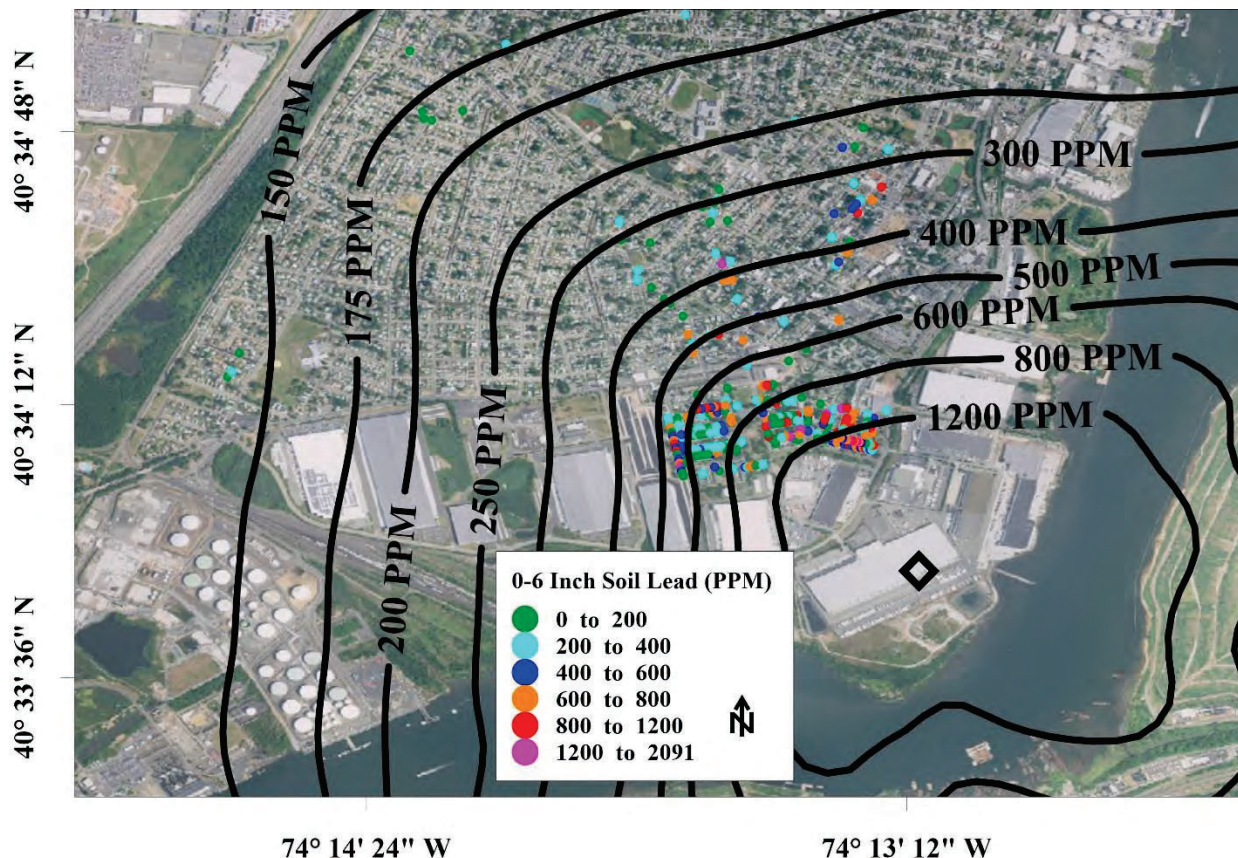 40° 34' 48" N
40° 34' 12" N
40° 33' 36" N
150 PPM
175 PPM
200 PPM
250 PPM
300 PPM
400 PPM
500 PPM
600 PPM
800 PPM
1200 PPM
0-6 Inch Soil Lead (PPM)
0 to 200
200 to 400
400 to 600
600 to 800
800 to 1200
1200 to 2091
N
74° 14' 24" W
74° 13' 12" W